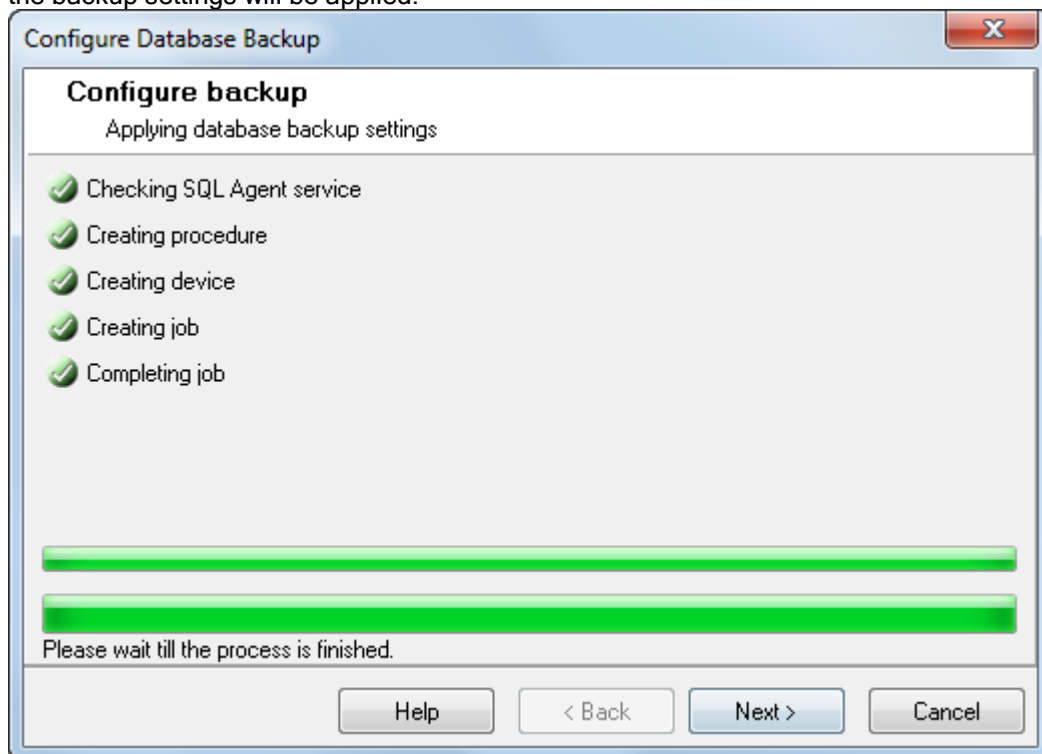 the backup settings will be applied.
Configure Database Backup
Configure backup
Applying database backup settings
Checking SQL Agent service
Creating procedure
Creating device
Creating job
Completing job
Please wait till the process is finished.
Help
< Back
Next >
Cancel